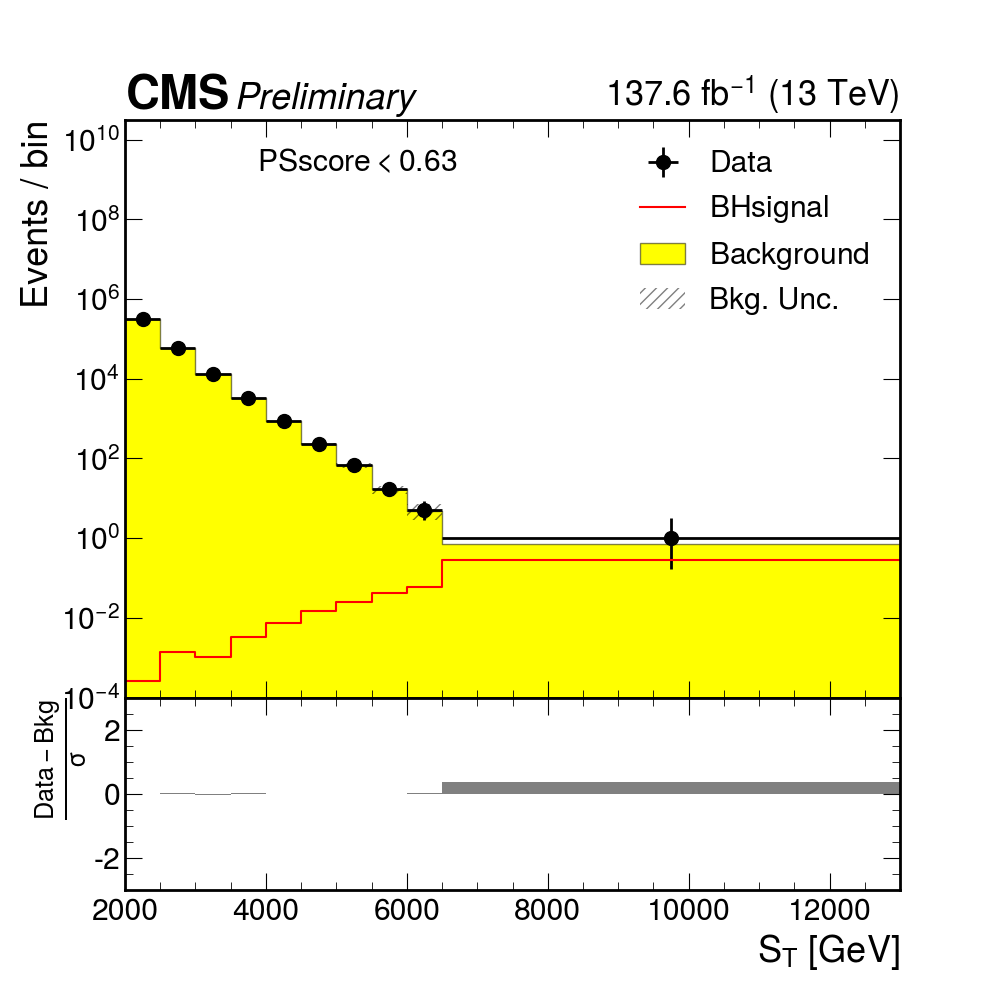 CMS Preliminary 137.6 fb⁻¹ (13 TeV)
Events / bin
10¹⁰
10⁸
10⁶
10⁴
10²
10⁰
10⁻²
10⁻⁴
PSscore < 0.63
Data
BHsignal
Background
Bkg. Unc.
Data – Bkg
σ
2
0
-2
2000 4000 6000 8000 10000 12000
S_T [GeV]